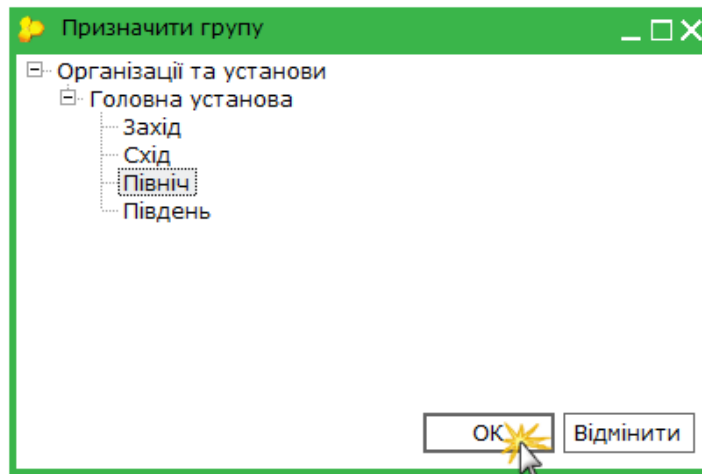 Призначити групу
Організації та установи
Головна установа
Захід
Схід
Північ
Південь
ОК Відмінити